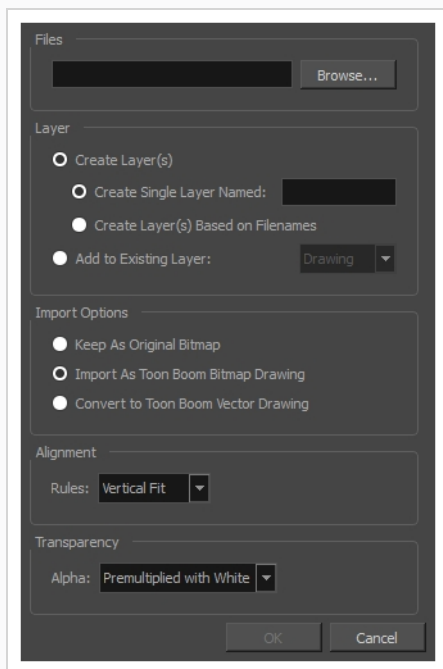 Files
Browse...
Layer
Create Layer(s)
Create Single Layer Named:
Create Layer(s) Based on Filenames
Add to Existing Layer: Drawing
Import Options
Keep As Original Bitmap
Import As Toon Boom Bitmap Drawing
Convert to Toon Boom Vector Drawing
Alignment
Rules: Vertical Fit
Transparency
Alpha: Premultiplied with White
OK Cancel